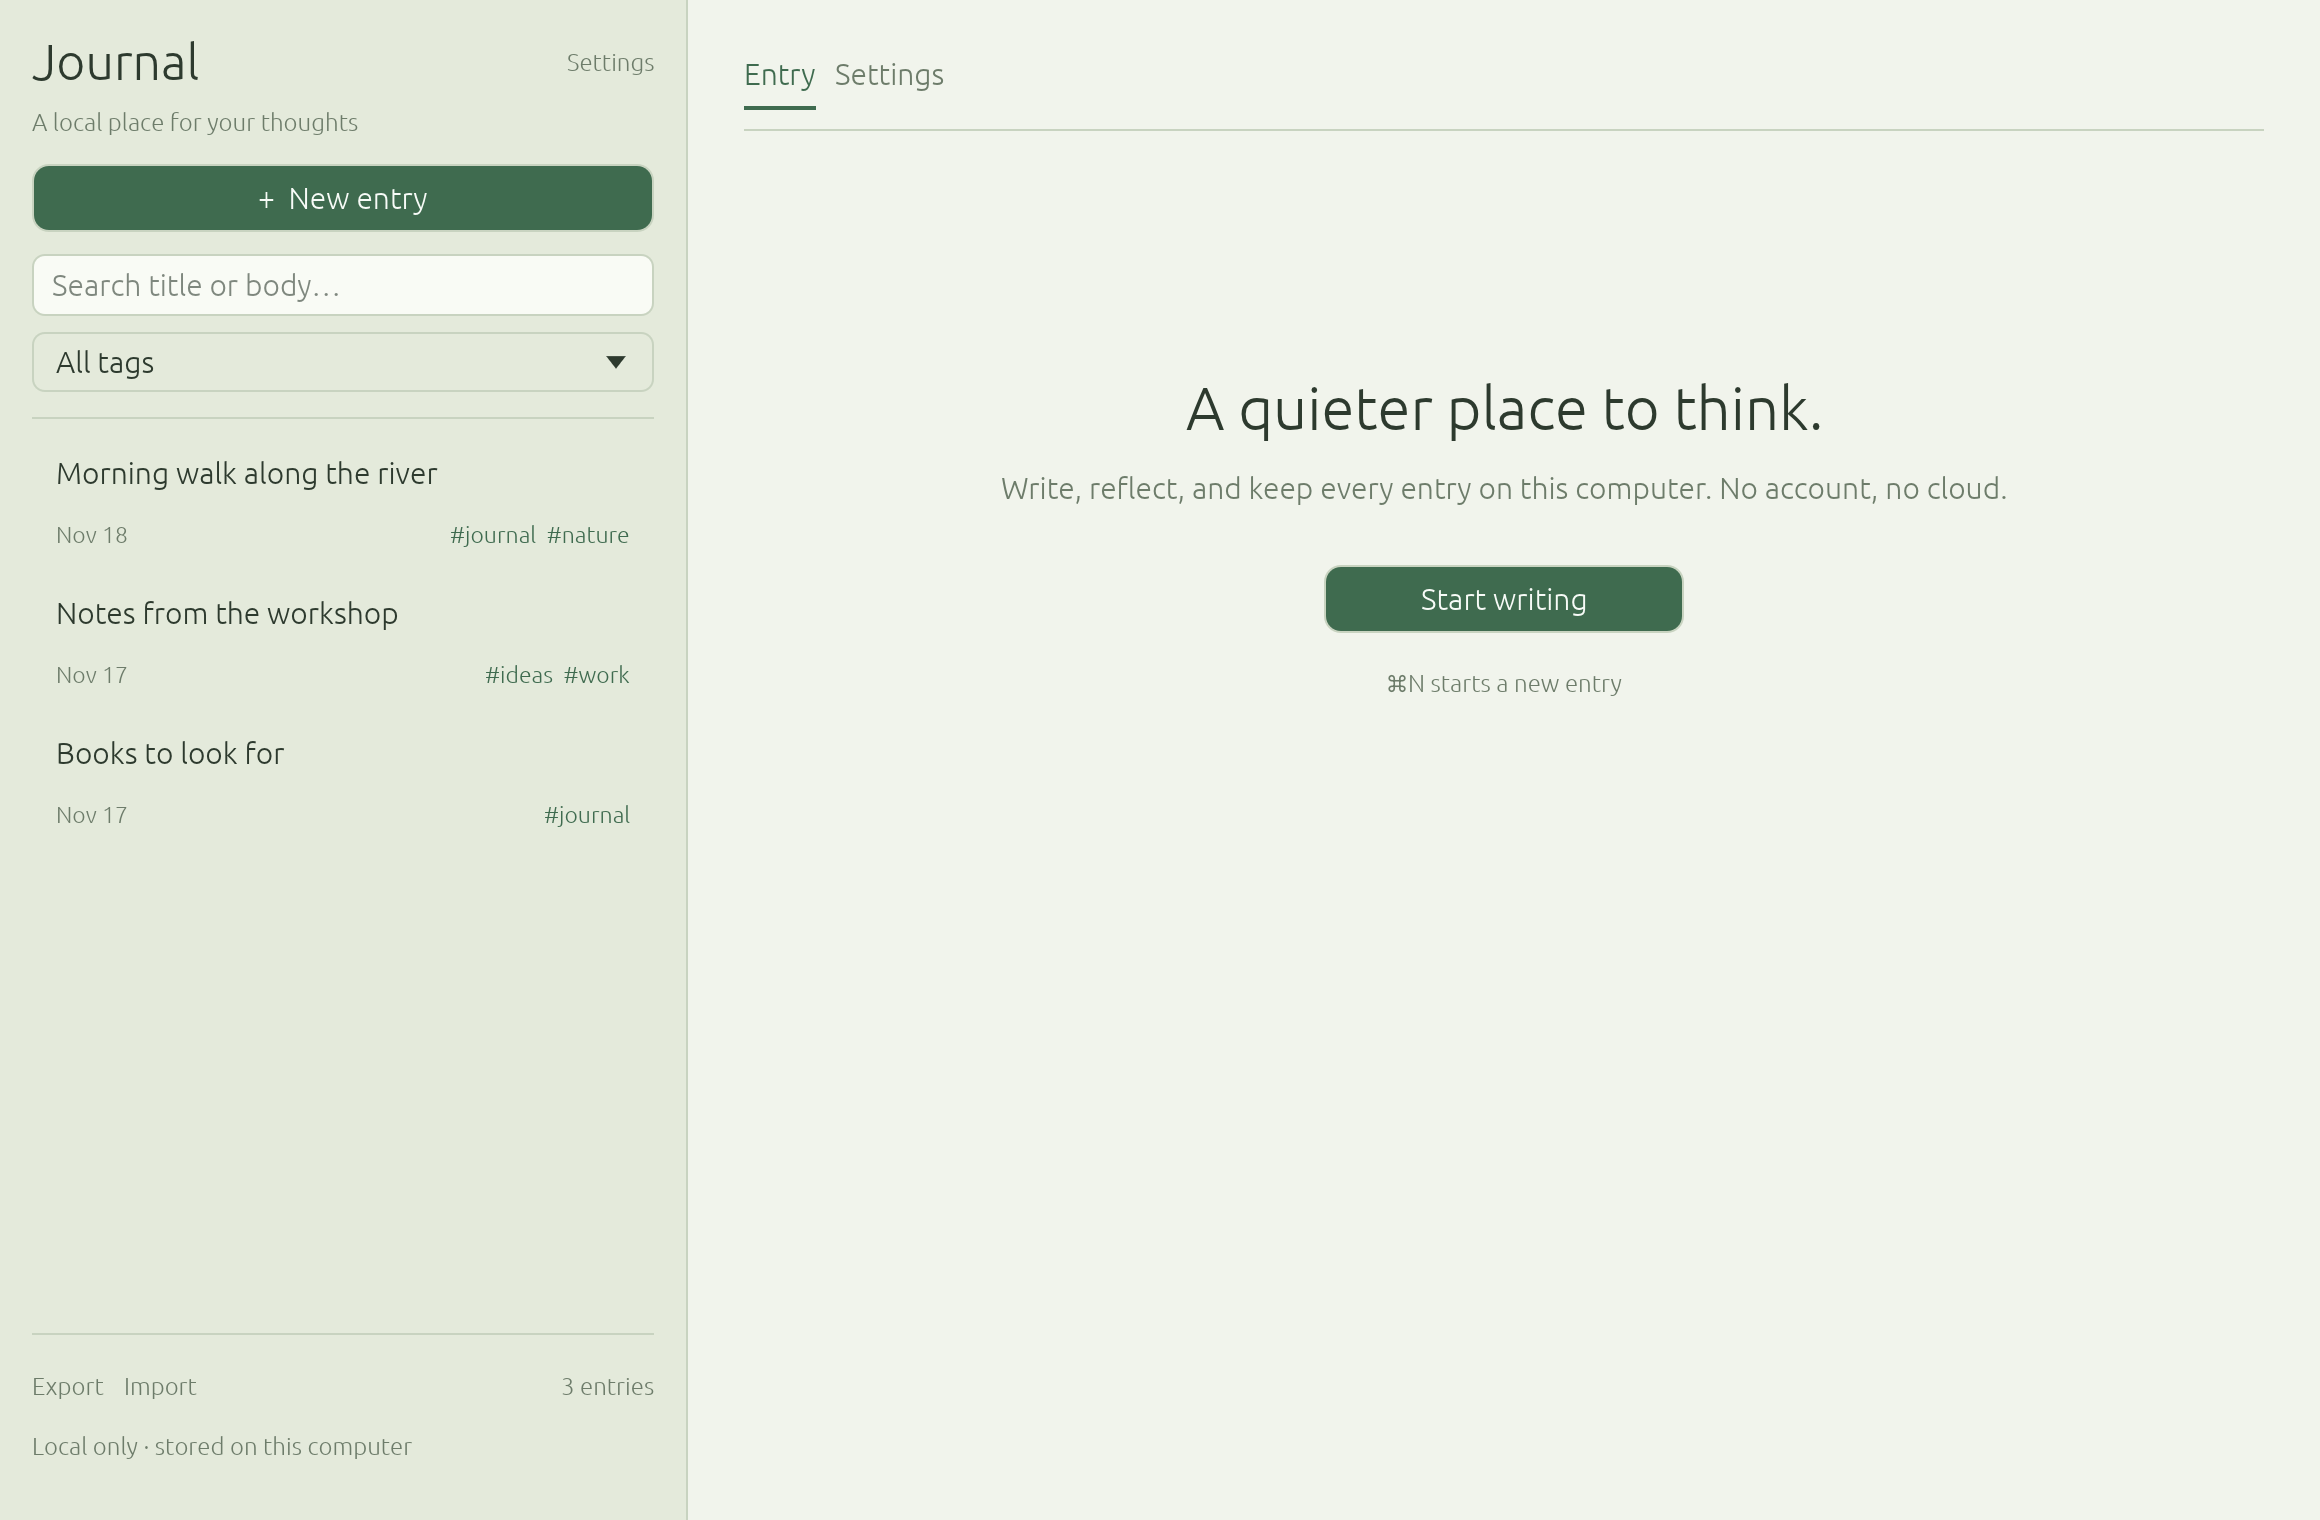 Journal
Settings
A local place for your thoughts
+ New entry
Search title or body…
All tags
Morning walk along the river
Nov 18 #journal #nature
Notes from the workshop
Nov 17 #ideas #work
Books to look for
Nov 17 #journal
Export Import 3 entries
Local only · stored on this computer
Entry Settings
A quieter place to think.
Write, reflect, and keep every entry on this computer. No account, no cloud.
Start writing
⌘N starts a new entry